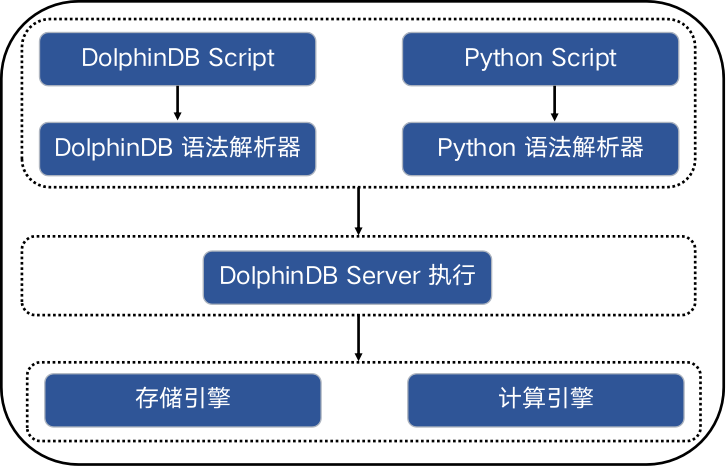 DolphinDB Script
Python Script
DolphinDB 语法解析器
Python 语法解析器
DolphinDB Server 执行
存储引擎
计算引擎